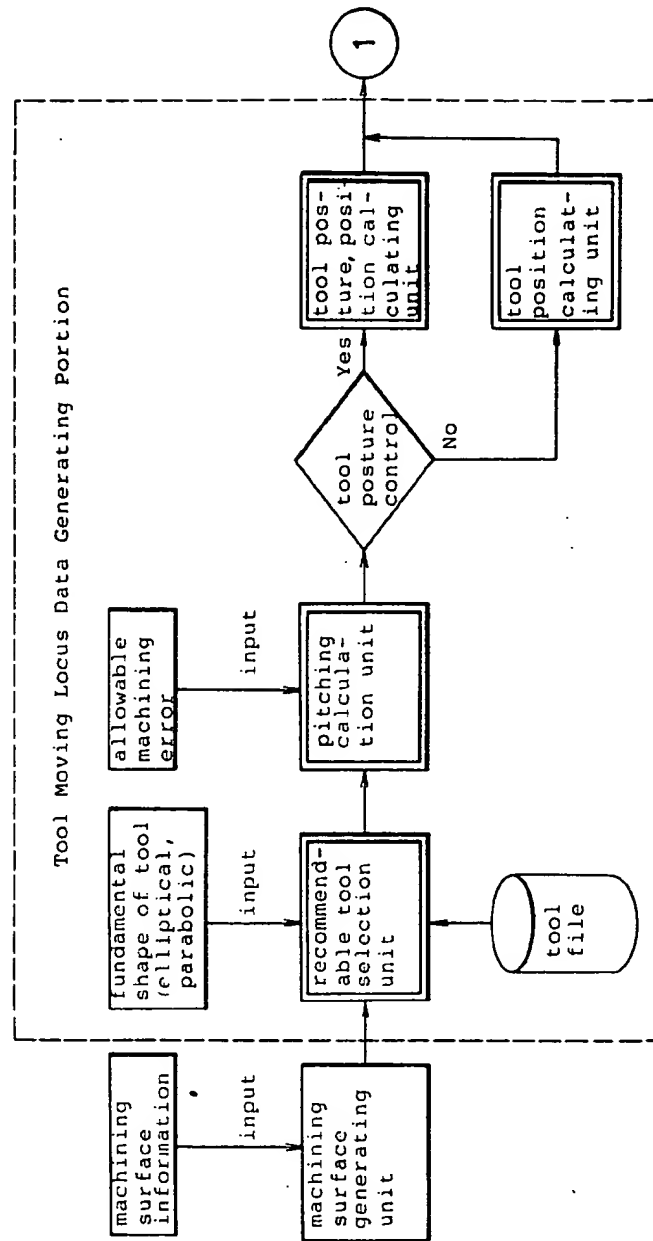 Tool Moving Locus Data Generating Portion
machining
surface
information
input
machining
surface
generating
unit
fundamental
shape of tool
(elliptical,
parabolic)
input
recommend-
able tool
selection
unit
tool
file
allowable
machining
error
input
pitching
calcula-
tion unit
tool
posture
control
Yes
No
tool pos-
ture, posi-
tion cal-
culating
unit
tool
position
calculat-
ing unit
1